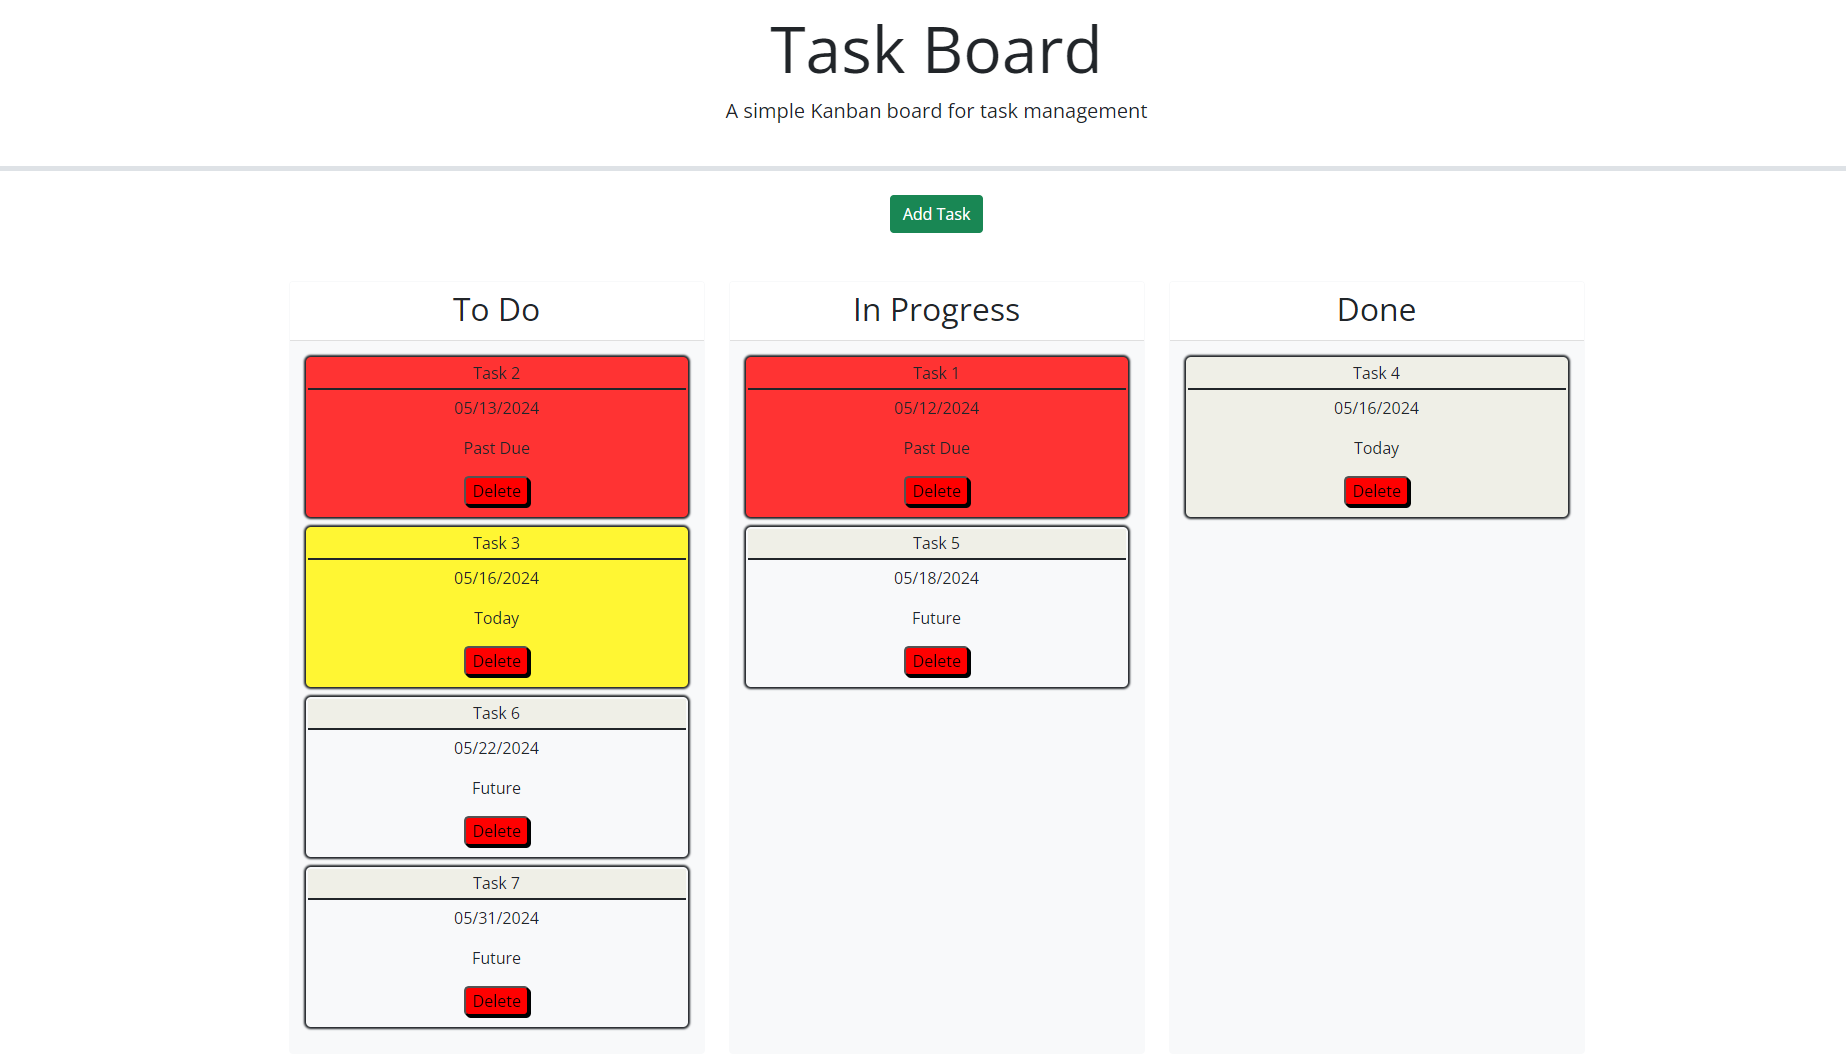 Task Board
A simple Kanban board for task management
Add Task
To Do
Task 2
05/13/2024
Past Due
Delete
Task 3
05/16/2024
Today
Delete
Task 6
05/22/2024
Future
Delete
Task 7
05/31/2024
Future
Delete
In Progress
Task 1
05/12/2024
Past Due
Delete
Task 5
05/18/2024
Future
Delete
Done
Task 4
05/16/2024
Today
Delete